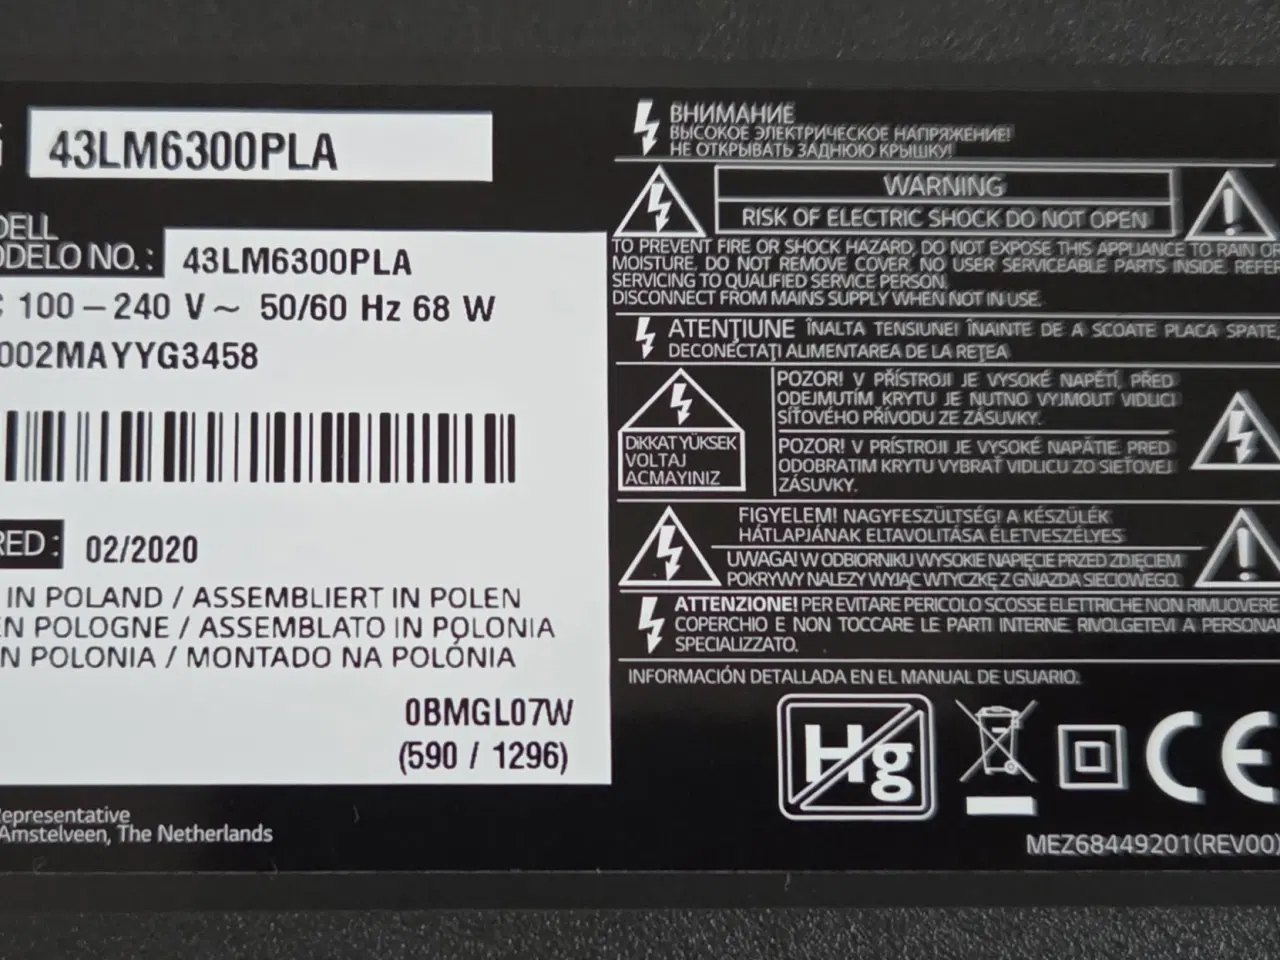 G 43LM6300PLA
DELL
ODELO NO. : 43LM6300PLA
C 100 – 240 V ~ 50/60 Hz 68 W
002MAYYG3458
RED : 02/2020
IN POLAND / ASSEMBLIERT IN POLEN
EN POLOGNE / ASSEMBLATO IN POLONIA
N POLONIA / MONTADO NA POLÓNIA
0BMGL07W
(590 / 1296)
epresentative
Amstelveen, The Netherlands
ВНИМАНИЕ
ВЫСОКОЕ ЭЛЕКТРИЧЕСКОЕ НАПРЯЖЕНИЕ!
НЕ ОТКРЫВАТЬ ЗАДНЮЮ КРЫШКУ!
WARNING
RISK OF ELECTRIC SHOCK DO NOT OPEN
TO PREVENT FIRE OR SHOCK HAZARD, DO NOT EXPOSE THIS APPLIANCE TO RAIN OR
MOISTURE. DO NOT REMOVE COVER. NO USER SERVICEABLE PARTS INSIDE. REFER
SERVICING TO QUALIFIED SERVICE PERSON.
DISCONNECT FROM MAINS SUPPLY WHEN NOT IN USE.
ATENŢIUNE ÎNALTA TENSIUNE! ÎNAINTE DE A SCOATE PLACA SPATE,
DECONECTAŢI ALIMENTAREA DE LA REŢEA
DİKKAT YÜKSEK
VOLTAJ
ACMAYINIZ
POZOR! V PŘÍSTROJI JE VYSOKÉ NAPĚTÍ, PŘED
ODEJMUTÍM KRYTU JE NUTNO VYJMOUT VIDLICI
SÍŤOVÉHO PŘÍVODU ZE ZÁSUVKY.
POZOR! V PRÍSTROJI JE VYSOKÉ NAPÄTIE. PRED
ODOBRATIM KRYTU VYBRAŤ VIDLICU ZO SIEŤOVEJ
ZÁSUVKY.
FIGYELEM! NAGYFESZÜLTSÉG! A KÉSZÜLÉK
HÁTLAPJÁNAK ELTAVOLITÁSA ÉLETVESZÉLYES
UWAGA! W ODBIORNIKU WYSOKIE NAPIĘCIE PRZED ZDJĘCIEM
POKRYWY NALEZY WYJĄC WTYCZKĘ Z GNIAZDA SIECIOWEGO.
ATTENZIONE! PER EVITARE PERICOLO SCOSSE ELETTRICHE NON RIMUOVERE
COPERCHIO E NON TOCCARE LE PARTI INTERNE. RIVOLGETEVI A PERSONA
SPECIALIZZATO.
INFORMACIÓN DETALLADA EN EL MANUAL DE USUARIO.
Hg
CE
MEZ68449201(REV00)